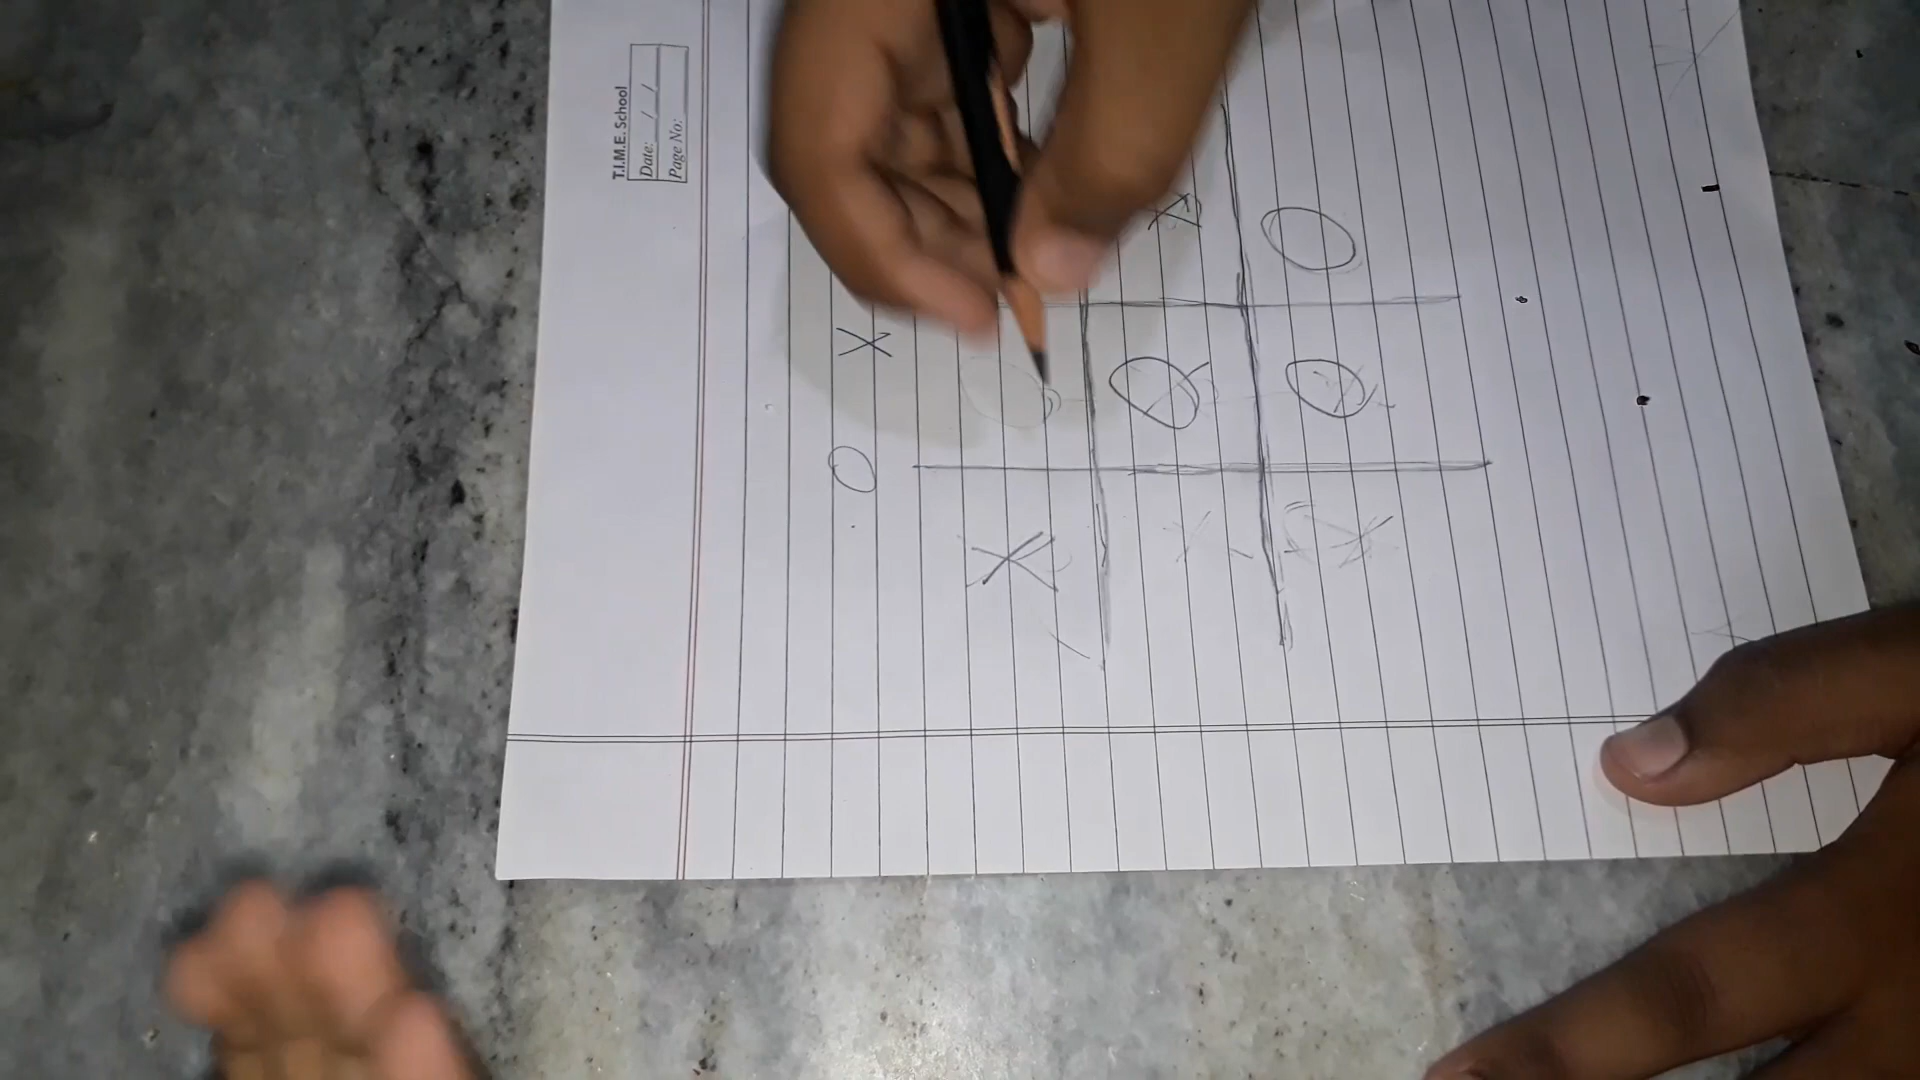 T.I.M.E. School
Date: / /
Page No:
X
O
X O
O O
X